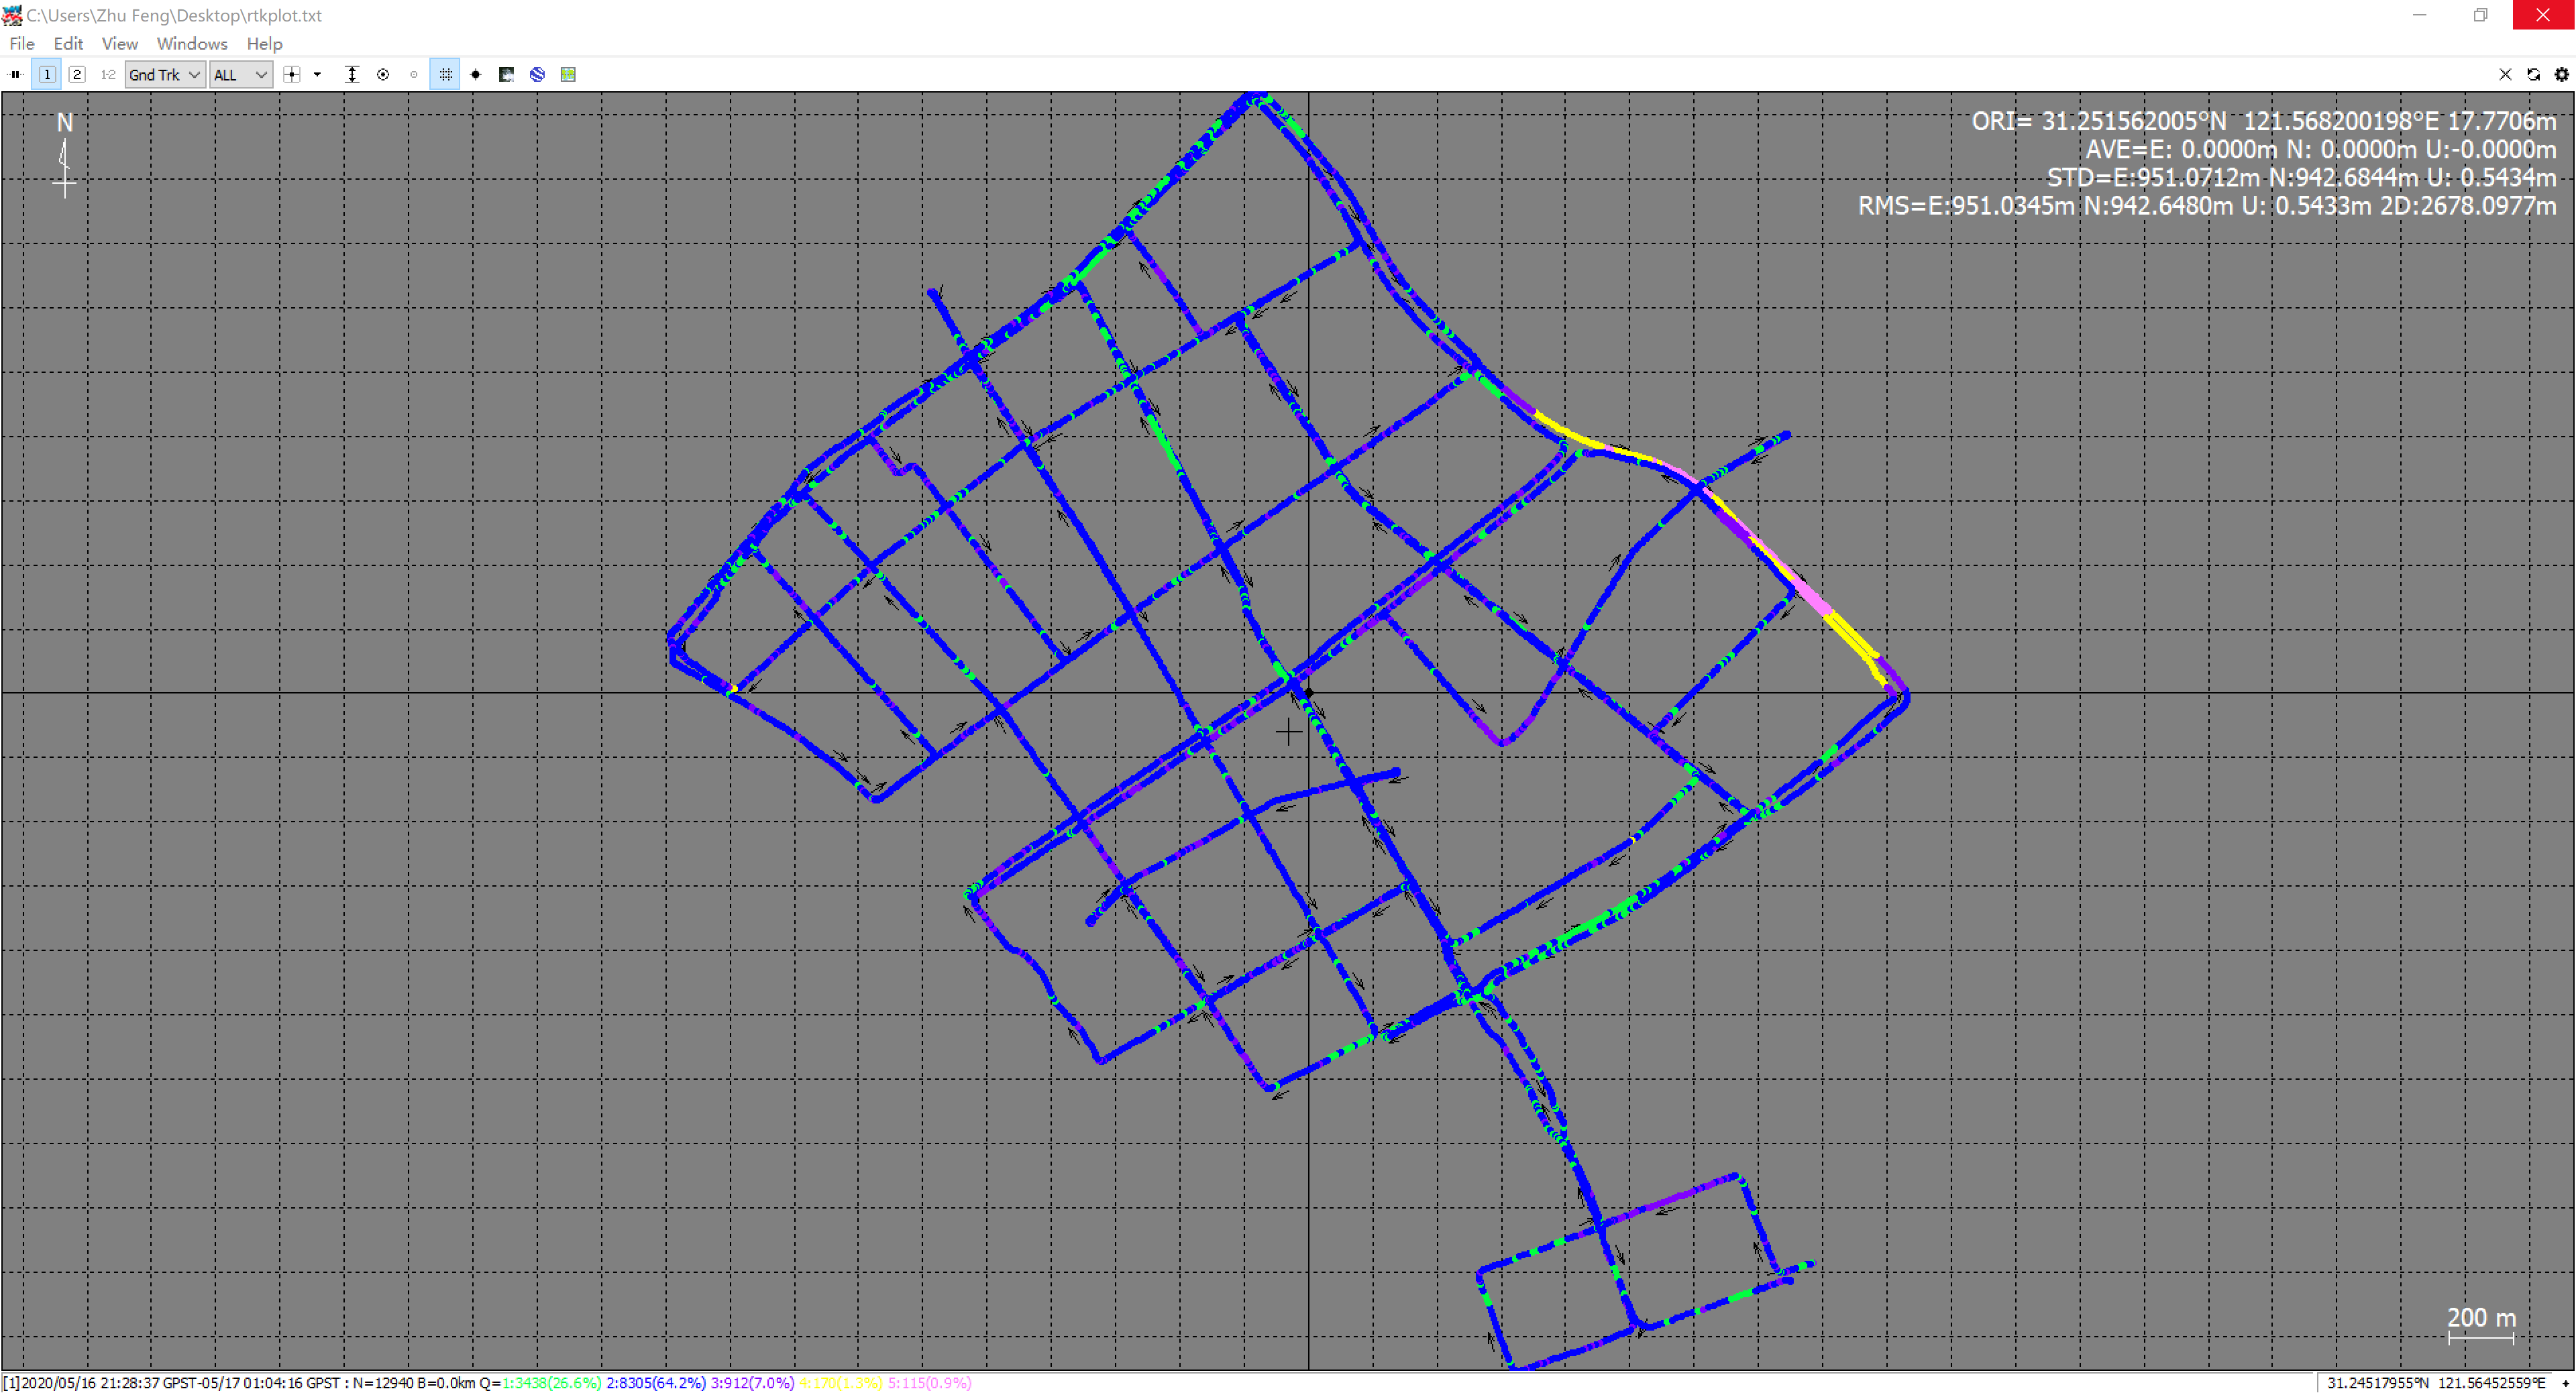 C:\Users\Zhu Feng\Desktop\rtkplot.txt
File Edit View Windows Help
1 2 1-2 Gnd Trk ALL
N
ORI= 31.251562005°N 121.568200198°E 17.7706m
AVE=E: 0.0000m N: 0.0000m U:-0.0000m
STD=E:951.0712m N:942.6844m U: 0.5434m
RMS=E:951.0345m N:942.6480m U: 0.5433m 2D:2678.0977m
200 m
[1]2020/05/16 21:28:37 GPST-05/17 01:04:16 GPST : N=12940 B=0.0km Q=1:3438(26.6%) 2:8305(64.2%) 3:912(7.0%) 4:170(1.3%) 5:115(0.9%)
31.24517955°N 121.56452559°E